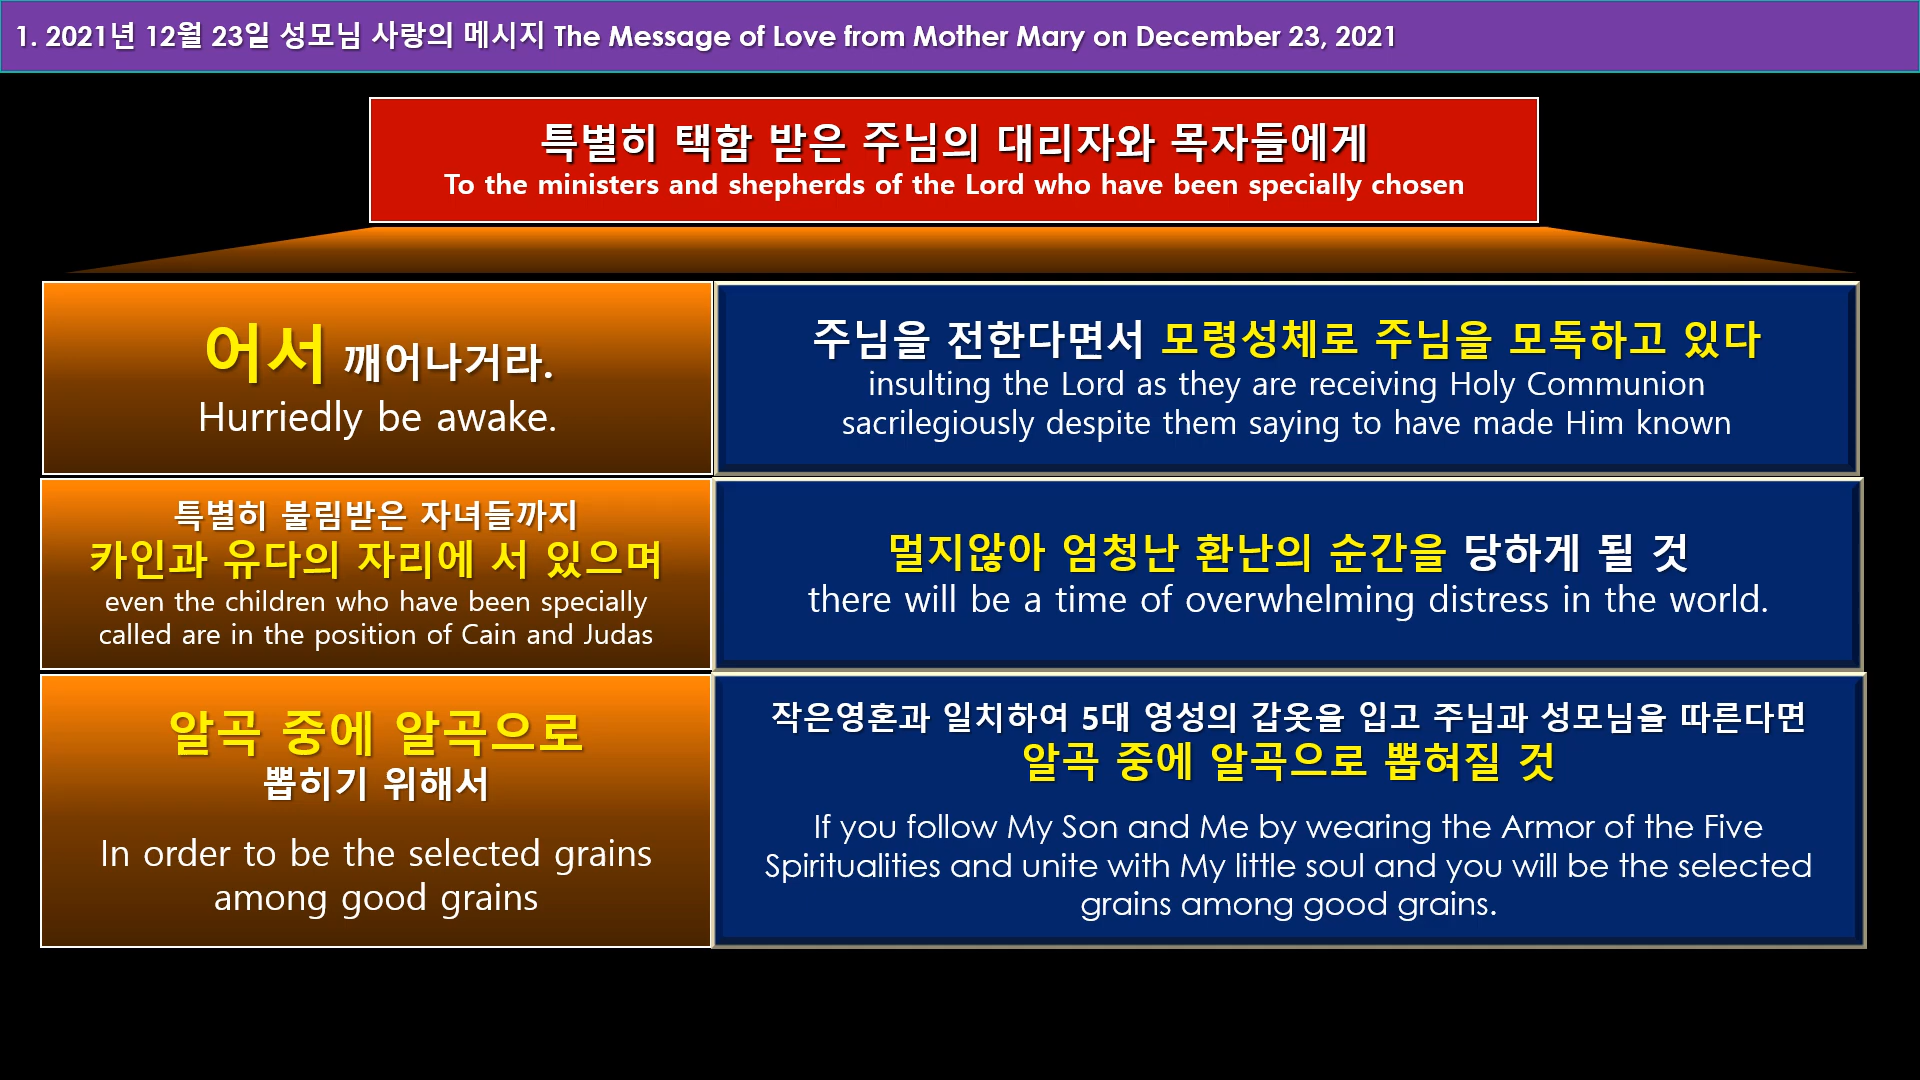 1. 2021년 12월 23일 성모님 사랑의 메시지 The Message of Love from Mother Mary on December 23, 2021
특별히 택함 받은 주님의 대리자와 목자들에게
To the ministers and shepherds of the Lord who have been specially chosen
어서 깨어나거라.
Hurriedly be awake.
주님을 전한다면서 모령성체로 주님을 모독하고 있다
insulting the Lord as they are receiving Holy Communion
sacrilegiously despite them saying to have made Him known
특별히 불림받은 자녀들까지
카인과 유다의 자리에 서 있으며
even the children who have been specially
called are in the position of Cain and Judas
멀지않아 엄청난 환난의 순간을 당하게 될 것
there will be a time of overwhelming distress in the world.
알곡 중에 알곡으로
뽑히기 위해서
In order to be the selected grains
among good grains
작은영혼과 일치하여 5대 영성의 갑옷을 입고 주님과 성모님을 따른다면
알곡 중에 알곡으로 뽑혀질 것
If you follow My Son and Me by wearing the Armor of the Five
Spiritualities and unite with My little soul and you will be the selected
grains among good grains.